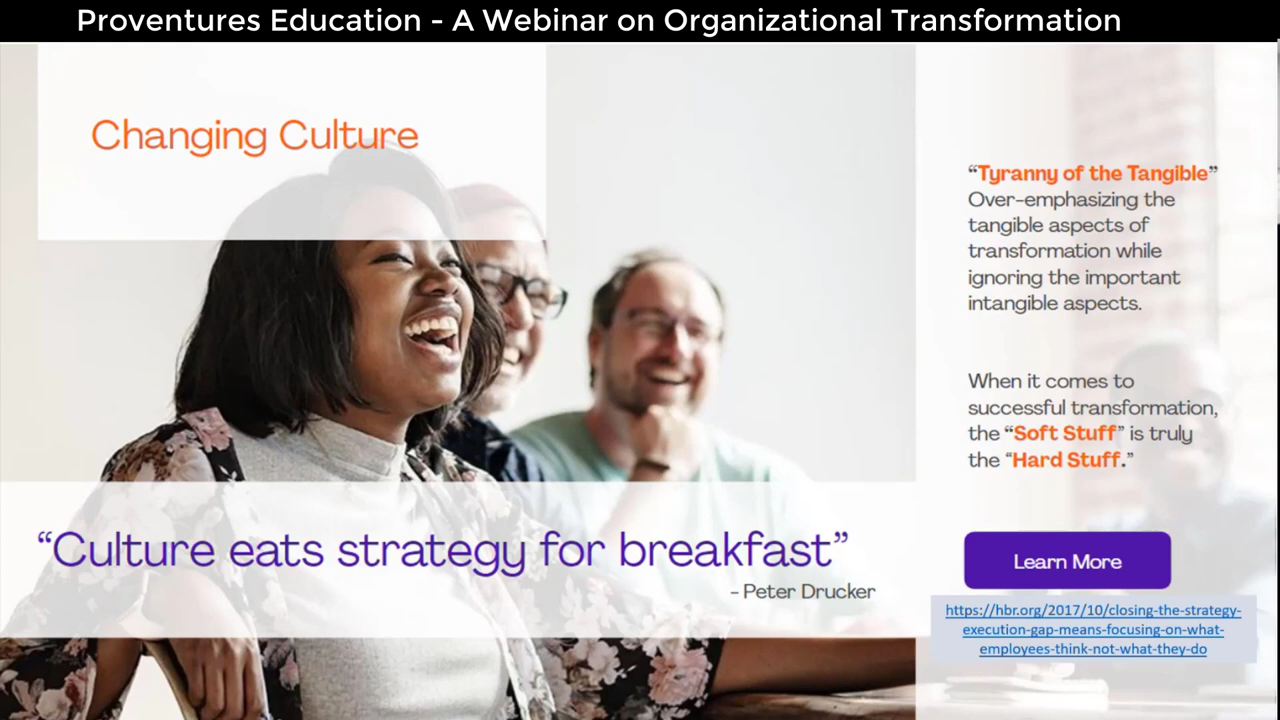 Proventures Education - A Webinar on Organizational Transformation
Changing Culture
“Culture eats strategy for breakfast”
- Peter Drucker
“Tyranny of the Tangible”
Over-emphasizing the
tangible aspects of
transformation while
ignoring the important
intangible aspects.
When it comes to
successful transformation,
the “Soft Stuff” is truly
the “Hard Stuff.”
Learn More
https://hbr.org/2017/10/closing-the-strategy-
execution-gap-means-focusing-on-what-
employees-think-not-what-they-do